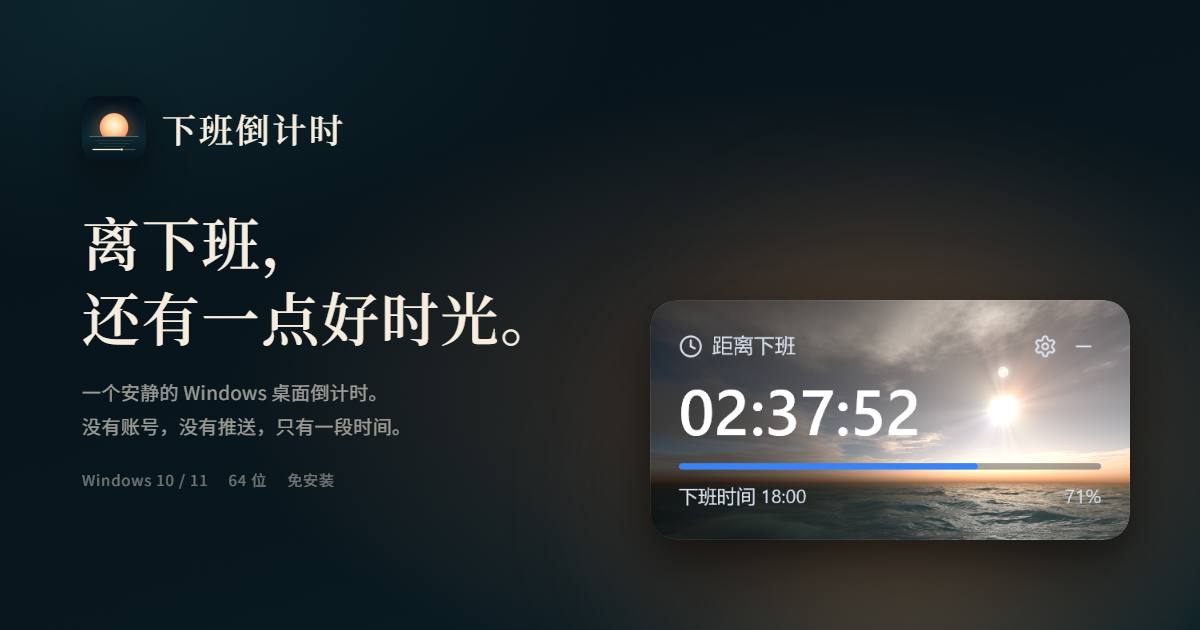 下班倒计时
离下班，
还有一点好时光。
一个安静的 Windows 桌面倒计时。
没有账号，没有推送，只有一段时间。
Windows 10 / 11 64 位 免安装
距离下班
02:37:52
下班时间 18:00 71%